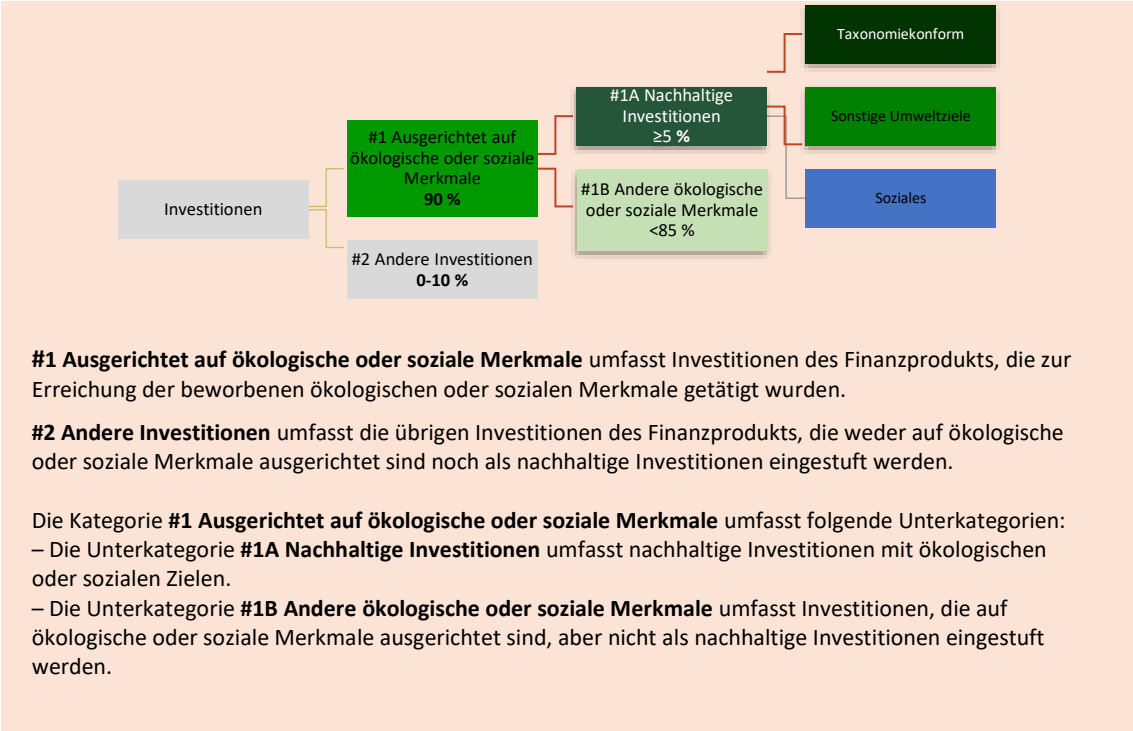 Investitionen
#1 Ausgerichtet auf
ökologische oder soziale
Merkmale
90 %
#2 Andere Investitionen
0-10 %
#1A Nachhaltige
Investitionen
≥5 %
#1B Andere ökologische
oder soziale Merkmale
<85 %
Taxonomiekonform
Sonstige Umweltziele
Soziales
#1 Ausgerichtet auf ökologische oder soziale Merkmale umfasst Investitionen des Finanzprodukts, die zur
Erreichung der beworbenen ökologischen oder sozialen Merkmale getätigt wurden.
#2 Andere Investitionen umfasst die übrigen Investitionen des Finanzprodukts, die weder auf ökologische
oder soziale Merkmale ausgerichtet sind noch als nachhaltige Investitionen eingestuft werden.
Die Kategorie #1 Ausgerichtet auf ökologische oder soziale Merkmale umfasst folgende Unterkategorien:
– Die Unterkategorie #1A Nachhaltige Investitionen umfasst nachhaltige Investitionen mit ökologischen
oder sozialen Zielen.
– Die Unterkategorie #1B Andere ökologische oder soziale Merkmale umfasst Investitionen, die auf
ökologische oder soziale Merkmale ausgerichtet sind, aber nicht als nachhaltige Investitionen eingestuft
werden.